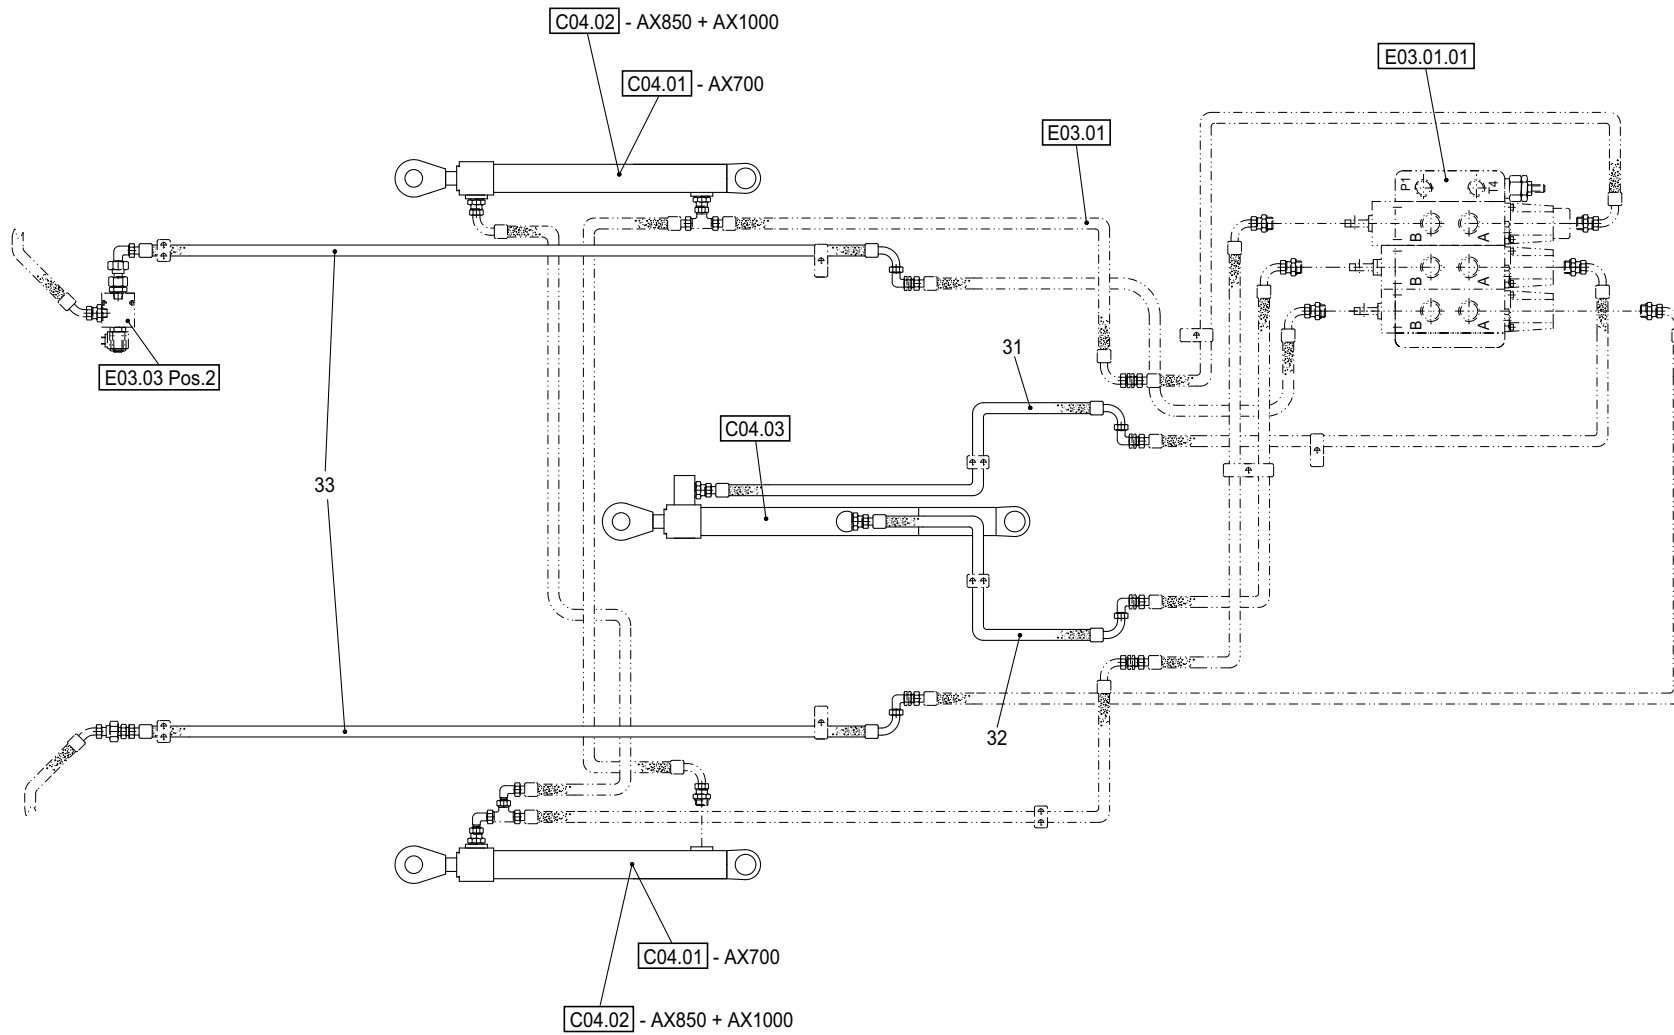 C04.02 - AX850 + AX1000
C04.01 - AX700
E03.01.01
E03.01
P1
T4
B A
B A
B A
E03.03 Pos.2
31
C04.03
33
32
C04.01 - AX700
C04.02 - AX850 + AX1000